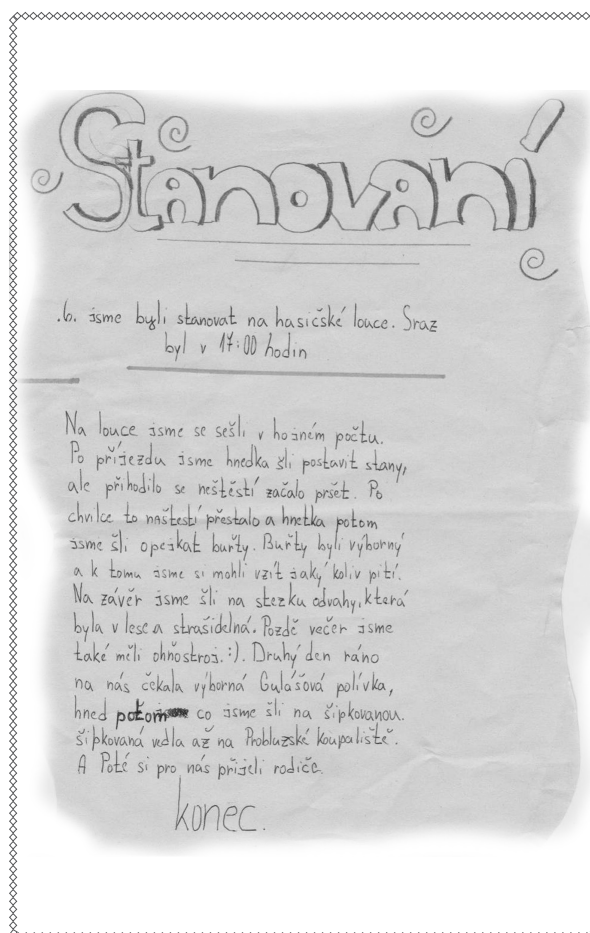 Stanování
.6. jsme byli stanovat na hasičské louce. Sraz
byl v 17:00 hodin
Na louce jsme se sešli v hojném počtu.
Po příjezdu jsme hnedka šli postavit stany,
ale přihodilo se neštěstí začalo pršet. Po
chvilce to naštestí přestalo a hnetka potom
jsme šli opejkat buřty. Buřty byli výborný
a k tomu jsme si mohli vzít jaký koliv pití.
Na závěr jsme šli na stezku odvahy, která
byla v lese a strašidelná. Pozdě večer jsme
také měli ohňostroj. :). Druhý den ráno
na nás čekala výborná Gulášová polívka,
hned potom co jsme šli na šipkovanou.
šipkovaná vedla až na Probluzské koupaliště.
A Poté si pro nás přijeli rodiče.
konec.